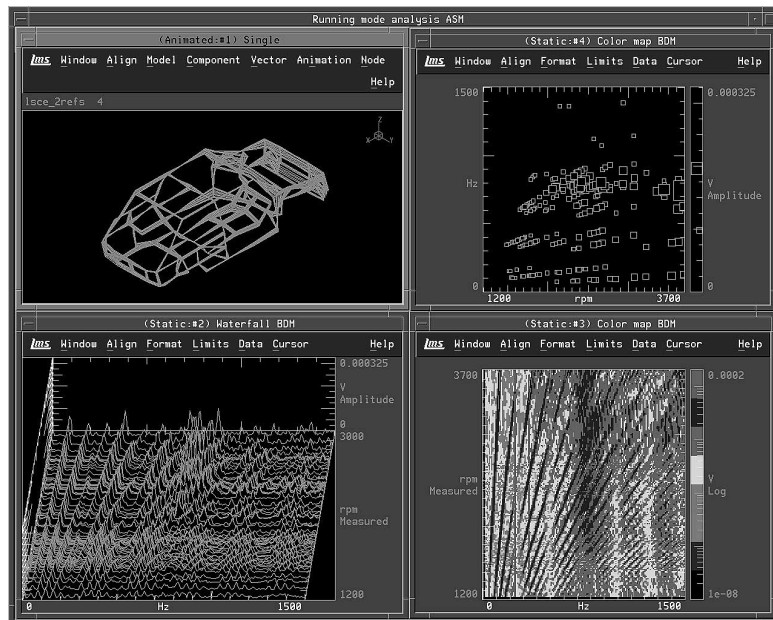 Running mode analysis ASM
(Animated:#1) Single
lms Window Align Model Component Vector Animation Node
Help
lsce_2refs 4
Z
X Y
(Static:#4) Color map BDM
lms Window Align Format Limits Data Cursor Help
1500
Hz
0
1200 rpm 3700
0.000325
V
Amplitude
0
(Static:#2) Waterfall BDM
lms Window Align Format Limits Data Cursor Help
0.000325
V
Amplitude
0
3000
rpm
Measured
1200
0 Hz 1500
(Static:#3) Color map BDM
lms Window Align Format Limits Data Cursor Help
3700
rpm
Measured
1200
0 Hz 1500
0.0002
V
Log
1e-08